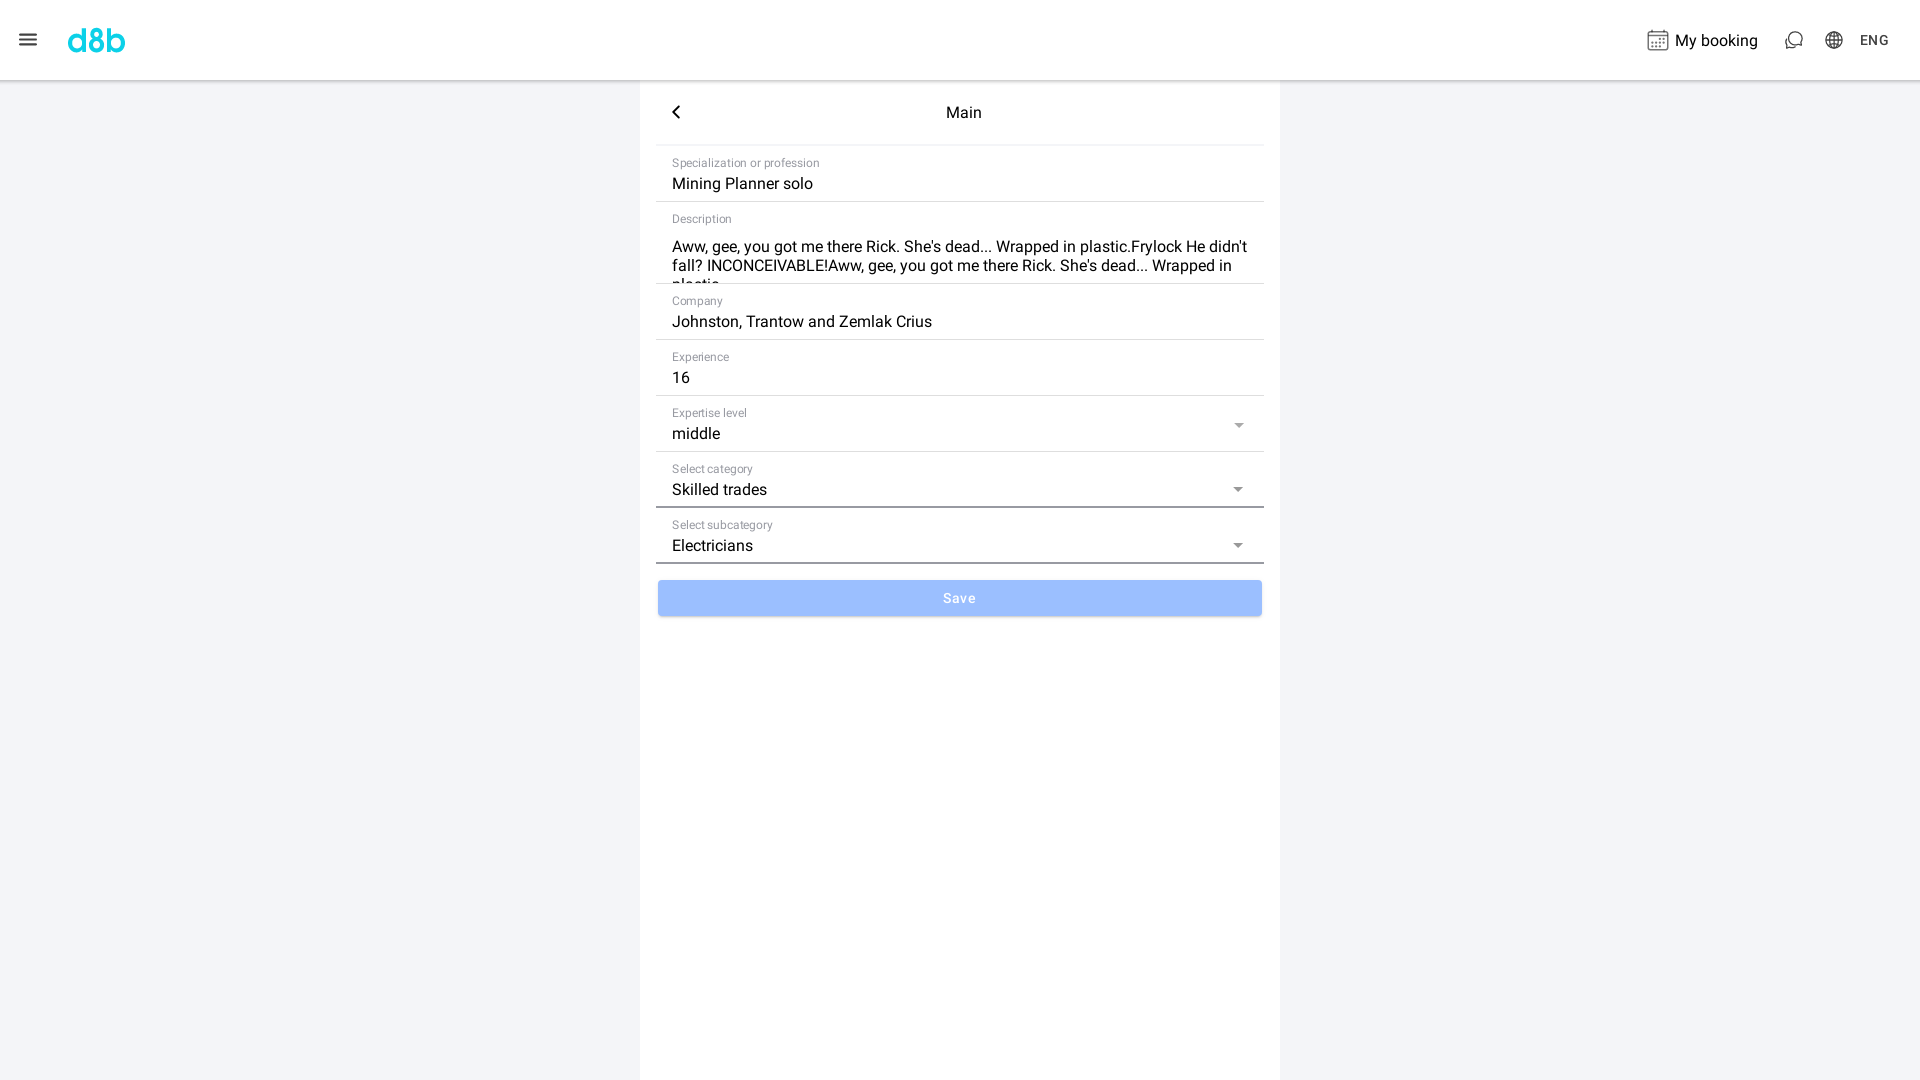 d8b
My booking
ENG
Main
Specialization or profession
Mining Planner solo
Description
Aww, gee, you got me there Rick. She's dead... Wrapped in plastic.Frylock He didn't
fall? INCONCEIVABLE!Aww, gee, you got me there Rick. She's dead... Wrapped in
plastic
Company
Johnston, Trantow and Zemlak Crius
Experience
16
Expertise level
middle
Select category
Skilled trades
Select subcategory
Electricians
Save